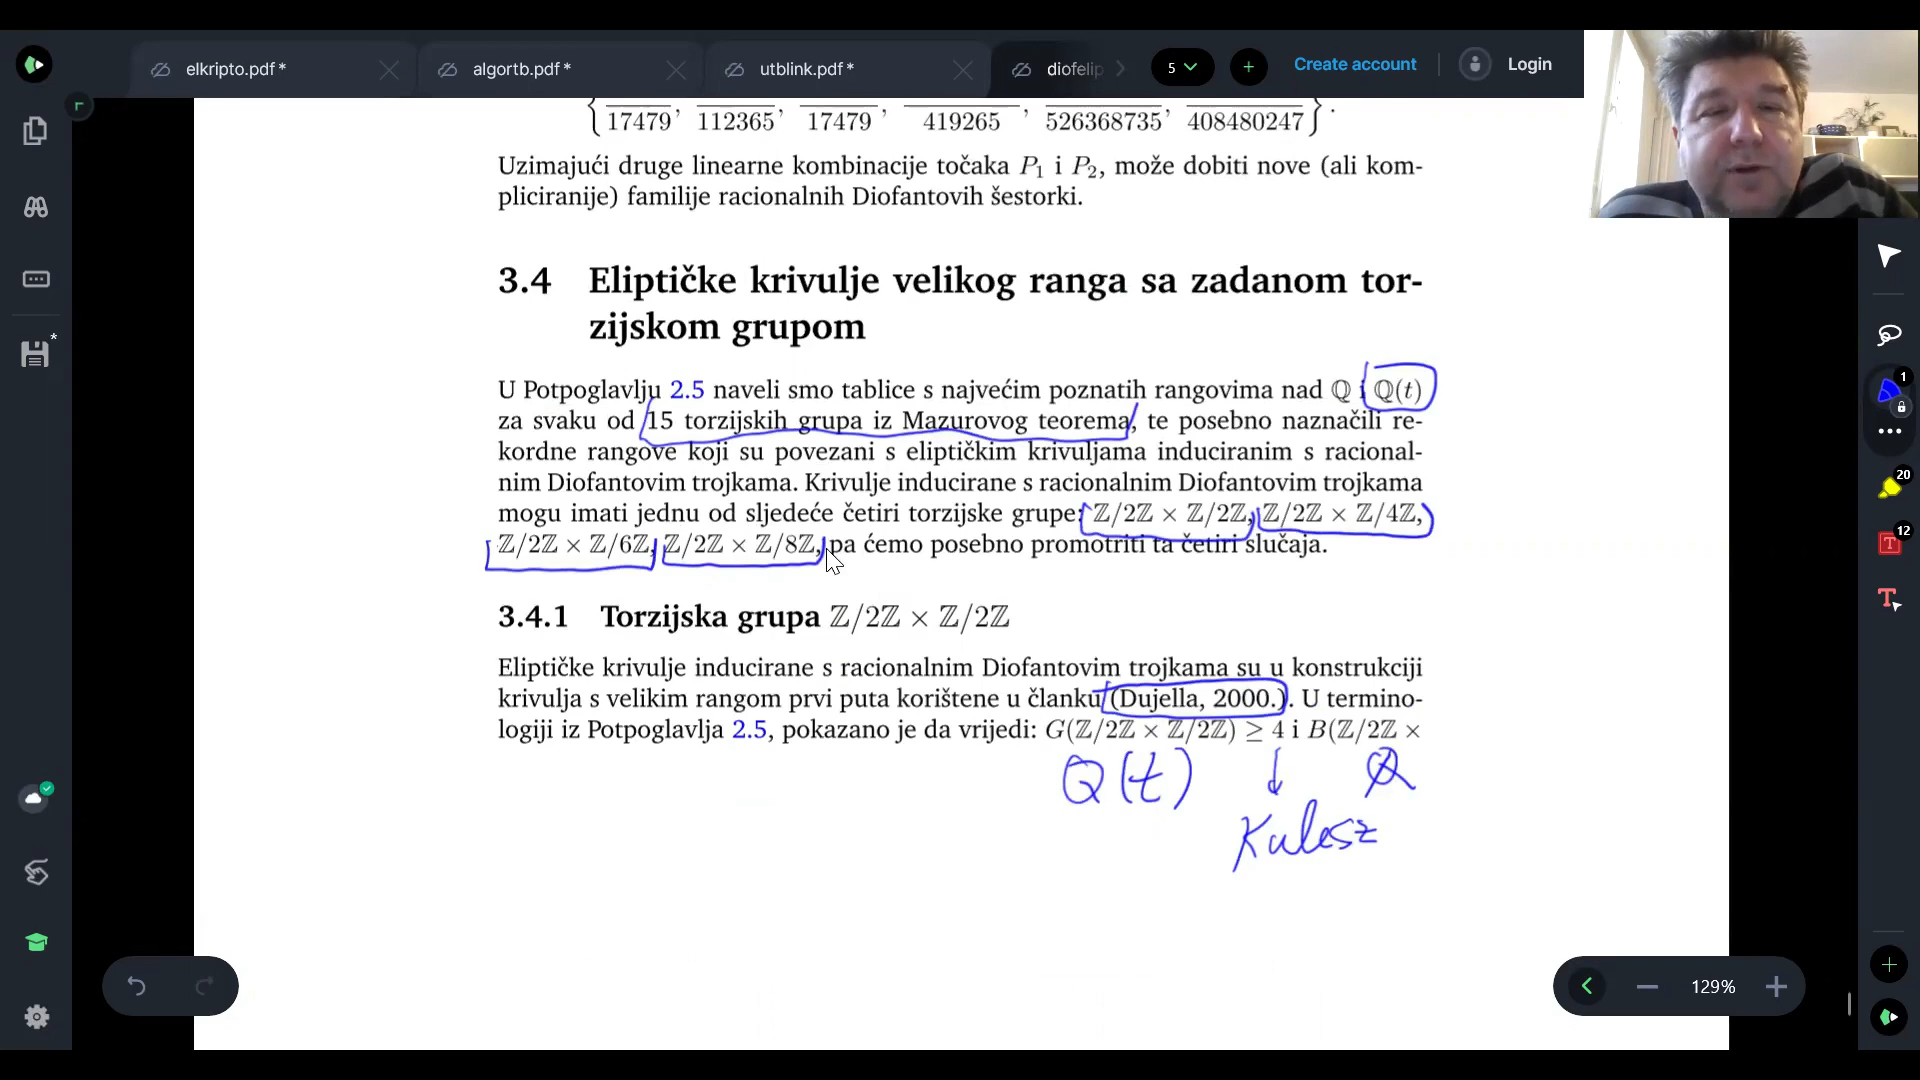 elkripto.pdf *
algortb.pdf *
utblink.pdf *
diofelip
5
Create account
Login
{ 17479, 112365, 17479, 419265, 526368735, 408480247 }.
Uzimajući druge linearne kombinacije točaka P₁ i P₂, može dobiti nove (ali kom-
pliciranije) familije racionalnih Diofantovih šestorki.
3.4 Eliptičke krivulje velikog ranga sa zadanom tor-
zijskom grupom
U Potpoglavlju 2.5 naveli smo tablice s najvećim poznatih rangovima nad ℚ i ℚ(t)
za svaku od 15 torzijskih grupa iz Mazurovog teorema, te posebno naznačili re-
kordne rangove koji su povezani s eliptičkim krivuljama induciranim s racional-
nim Diofantovim trojkama. Krivulje inducirane s racionalnim Diofantovim trojkama
mogu imati jednu od sljedeće četiri torzijske grupe: ℤ/2ℤ × ℤ/2ℤ, ℤ/2ℤ × ℤ/4ℤ,
ℤ/2ℤ × ℤ/6ℤ, ℤ/2ℤ × ℤ/8ℤ, pa ćemo posebno promotriti ta četiri slučaja.
3.4.1 Torzijska grupa ℤ/2ℤ × ℤ/2ℤ
Eliptičke krivulje inducirane s racionalnim Diofantovim trojkama su u konstrukciji
krivulja s velikim rangom prvi puta korištene u članku (Dujella, 2000.). U termino-
logiji iz Potpoglavlja 2.5, pokazano je da vrijedi: G(ℤ/2ℤ × ℤ/2ℤ) ≥ 4 i B(ℤ/2ℤ ×
Q(t) ↓ Q
Kulesz
1
20
12
129%